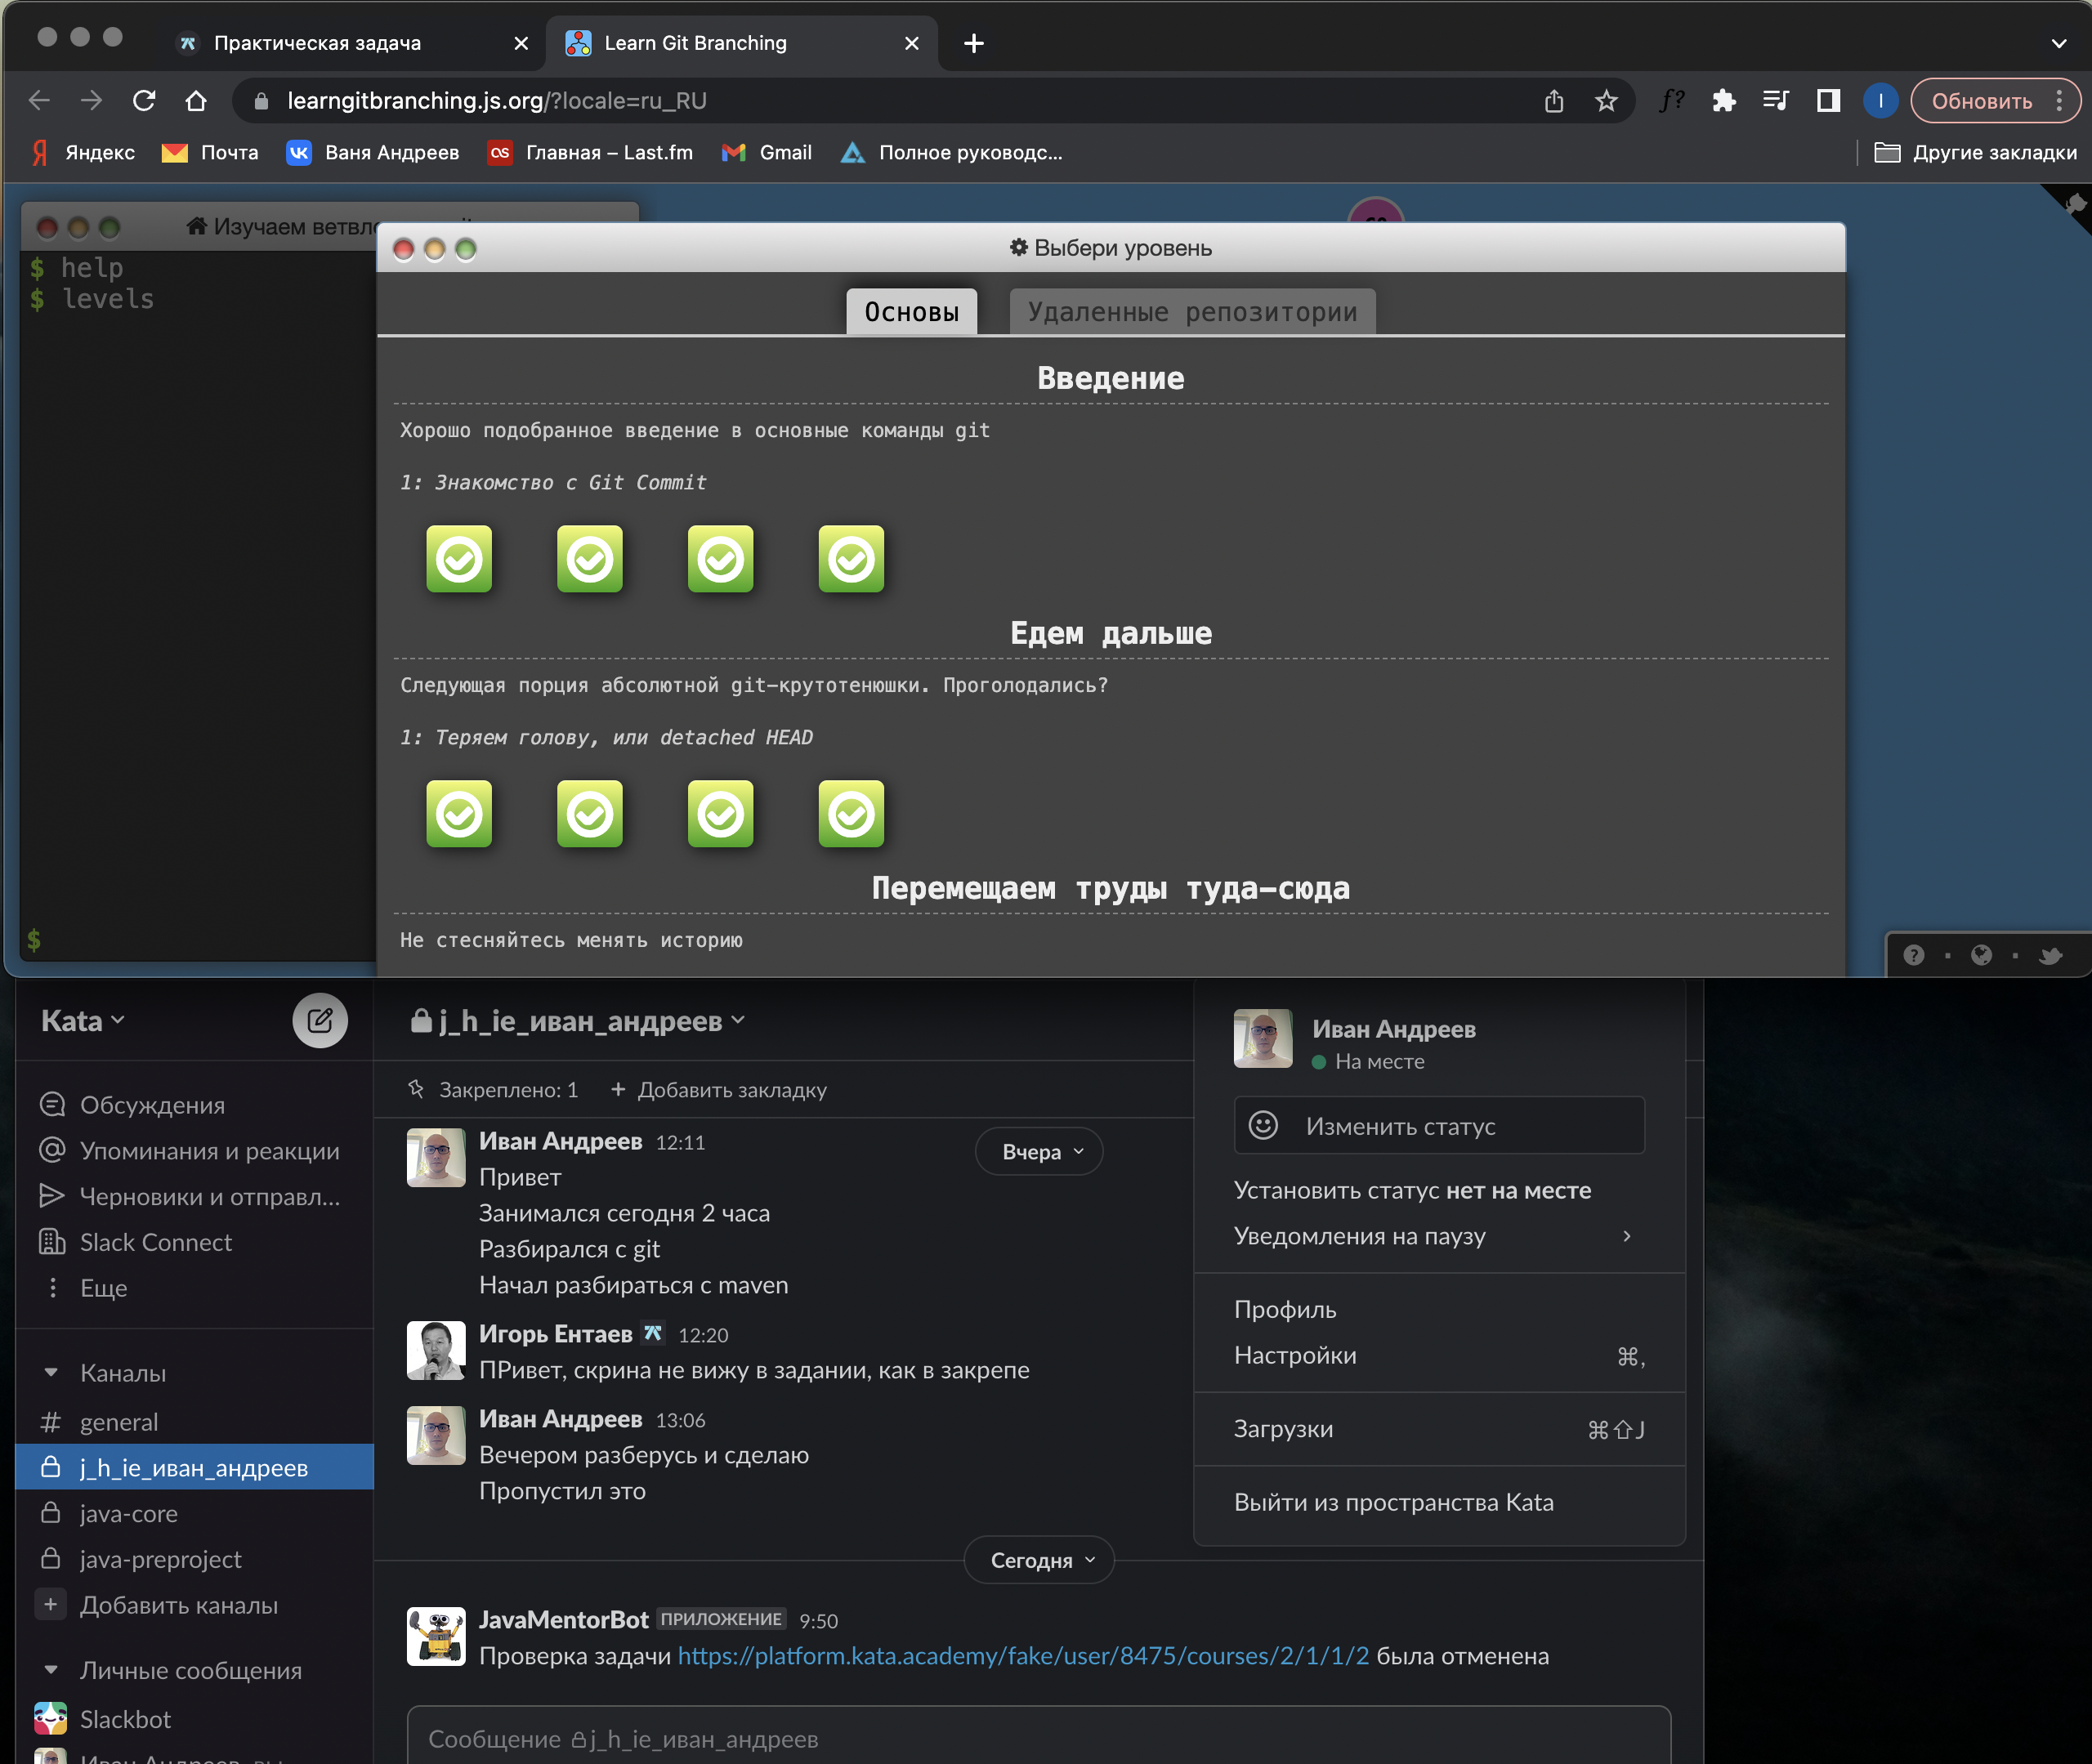 Практическая задача
Learn Git Branching
learngitbranching.js.org/?locale=ru_RU
f?
I
Обновить
Яндекс
Почта
Ваня Андреев
Главная – Last.fm
Gmail
Полное руководс...
Другие закладки
$ help
$ levels
$
Выбери уровень
Основы
Удаленные репозитории
Введение
Хорошо подобранное введение в основные команды git
1: Знакомство с Git Commit
Едем дальше
Следующая порция абсолютной git-крутотенюшки. Проголодались?
1: Теряем голову, или detached HEAD
Перемещаем труды туда-сюда
Не стесняйтесь менять историю
Kata
Обсуждения
Упоминания и реакции
Черновики и отправл...
Slack Connect
Еще
Каналы
general
j_h_ie_иван_андреев
java-core
java-preproject
Добавить каналы
Личные сообщения
Slackbot
j_h_ie_иван_андреев
Закреплено: 1
+ Добавить закладку
Вчера
Иван Андреев 12:11
Привет
Занимался сегодня 2 часа
Разбирался с git
Начал разбираться с maven
Игорь Ентаев 12:20
ПРивет, скрина не вижу в задании, как в закрепе
Иван Андреев 13:06
Вечером разберусь и сделаю
Пропустил это
Сегодня
JavaMentorBot ПРИЛОЖЕНИЕ 9:50
Проверка задачи https://platform.kata.academy/fake/user/8475/courses/2/1/1/2 была отменена
Сообщение j_h_ie_иван_андреев
Иван Андреев
На месте
Изменить статус
Установить статус нет на месте
Уведомления на паузу
Профиль
Настройки ⌘,
Загрузки ⌘⇧J
Выйти из пространства Kata